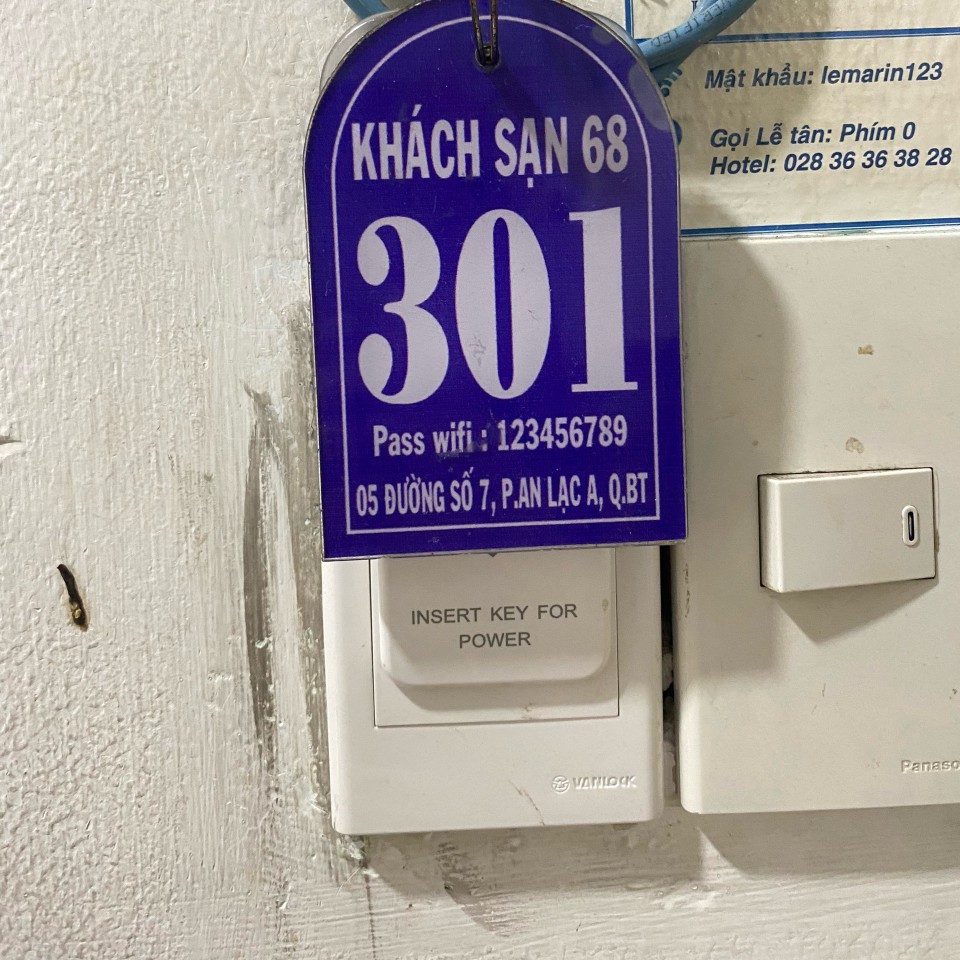 KHÁCH SẠN 68
301
Pass wifi : 123456789
05 ĐƯỜNG SỐ 7, P.AN LẠC A, Q.BT
Mật khẩu: lemarin123
Gọi Lễ tân: Phím 0
Hotel: 028 36 36 38 28
INSERT KEY FOR
POWER
VANLOCK
Panaso